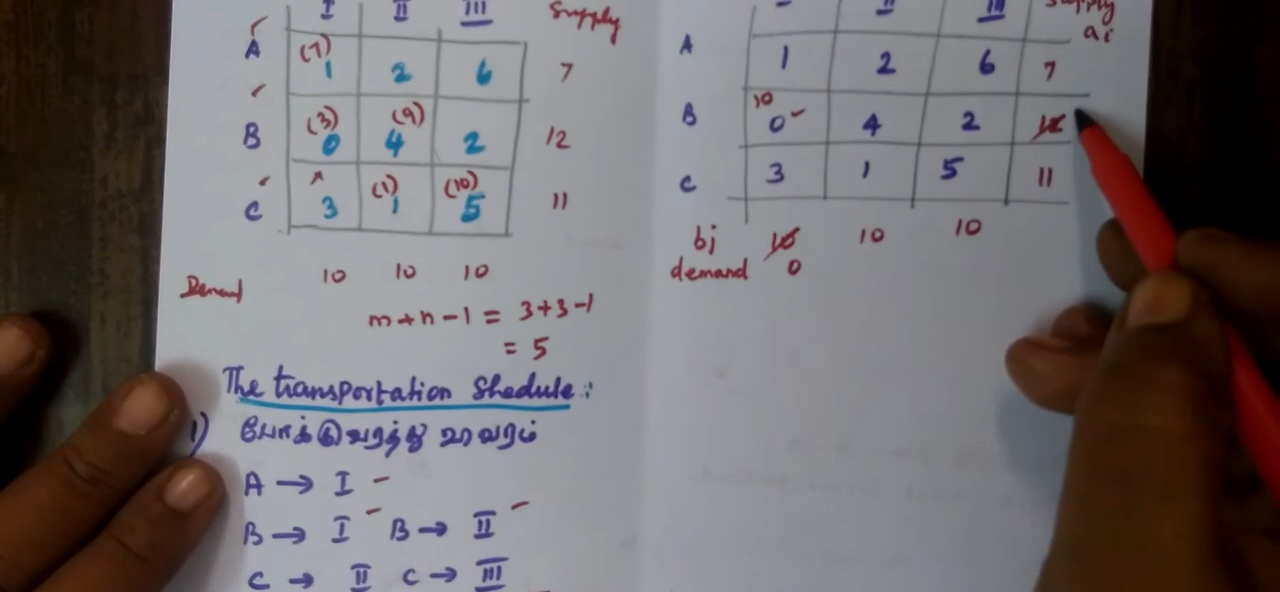 I II III Supply
A (7) 1 2 6 7
B (3) 0 (9) 4 2 12
C 3 (1) 1 (10) 5 11
Demand 10 10 10
m+n-1 = 3+3-1
= 5
The transportation Shedule:
1) போக்குவரத்து விவரம்
A → I
B → I B → II
C → II C → III
I II III Supply
ai
A 1 2 6 7
B 10 0 4 2 12
C 3 1 5 11
bj 10 10 10
demand 0